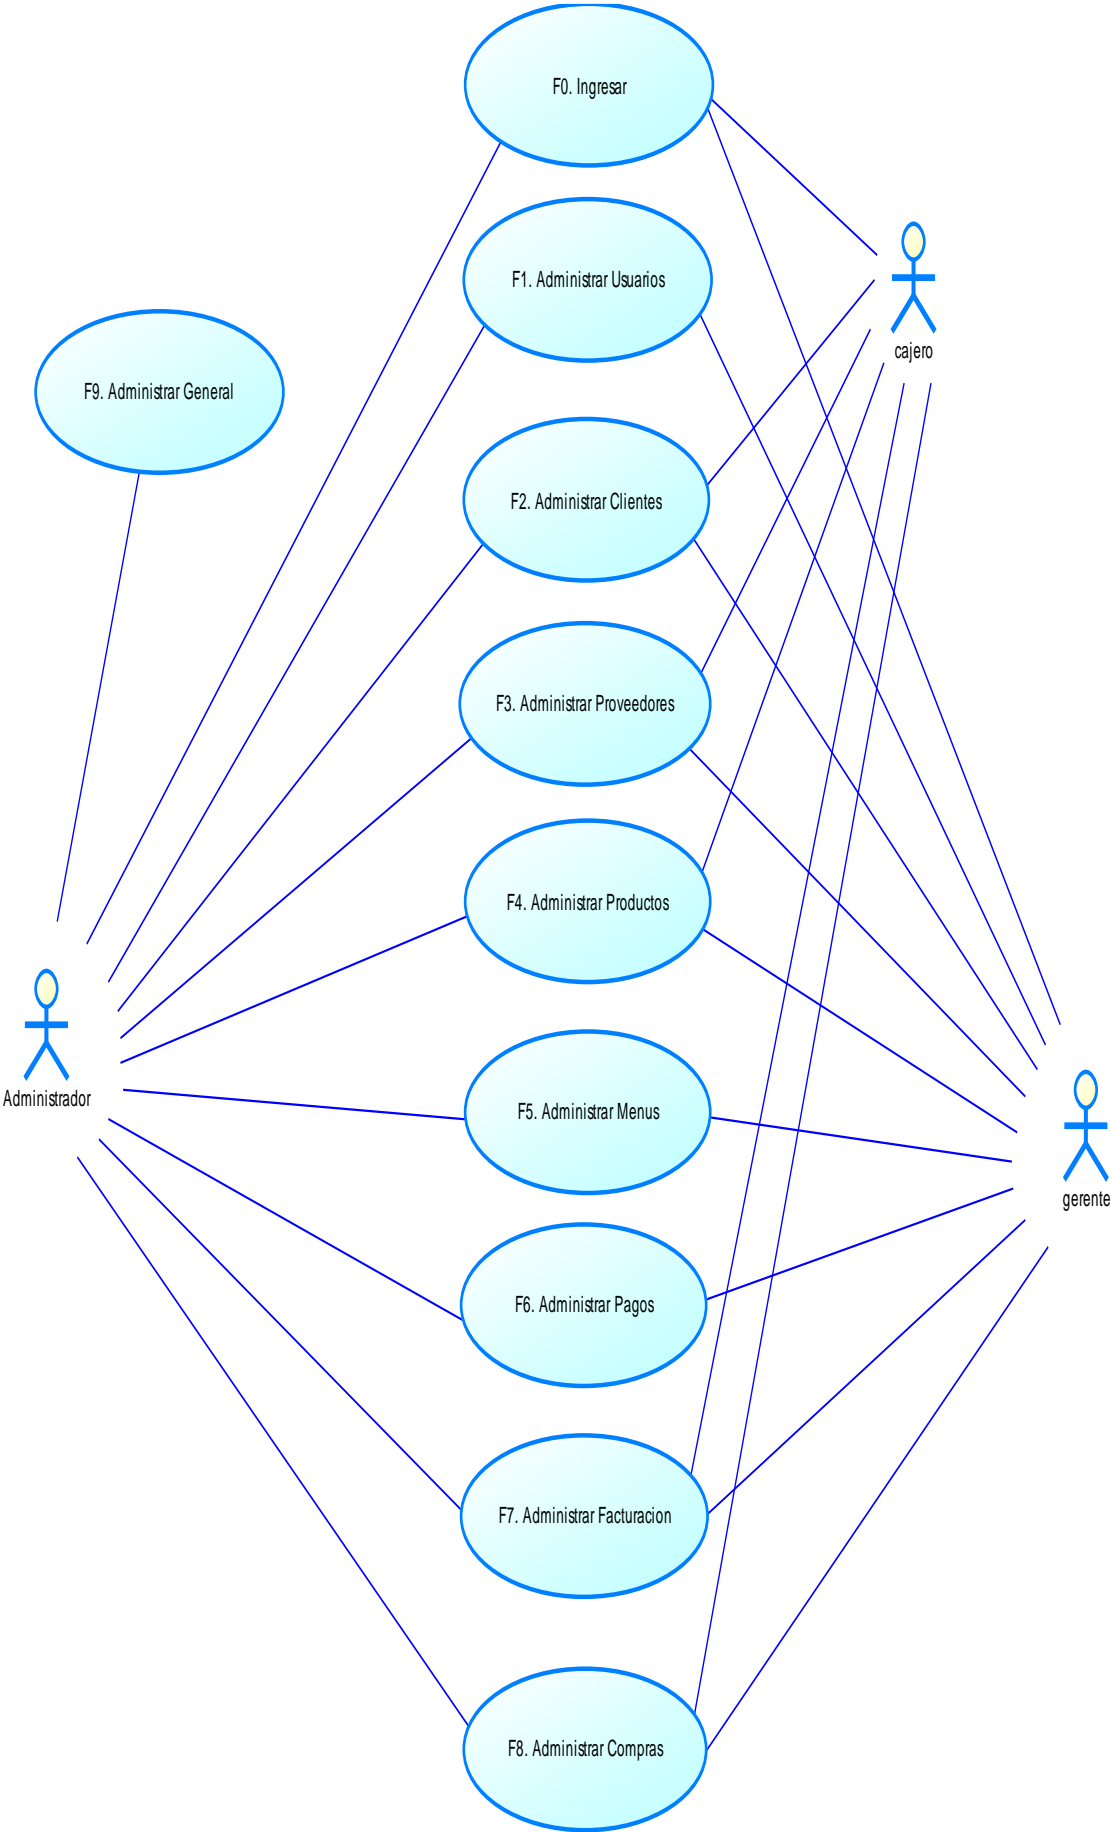 F0. Ingresar
F1. Administrar Usuarios
cajero
F9. Administrar General
F2. Administrar Clientes
F3. Administrar Proveedores
F4. Administrar Productos
Administrador
F5. Administrar Menus
gerente
F6. Administrar Pagos
F7. Administrar Facturacion
F8. Administrar Compras